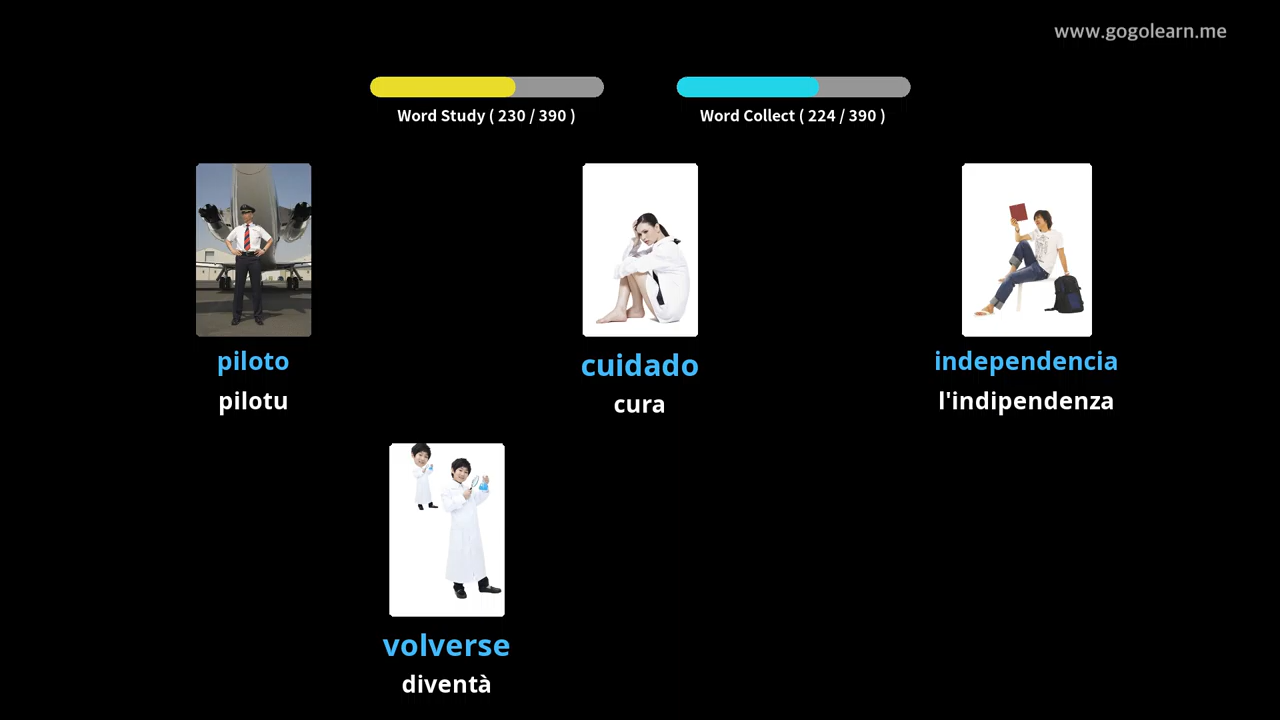 www.gogolearn.me
Word Study ( 230 / 390 )
Word Collect ( 224 / 390 )
piloto
pilotu
cuidado
cura
independencia
l'indipendenza
volverse
diventà